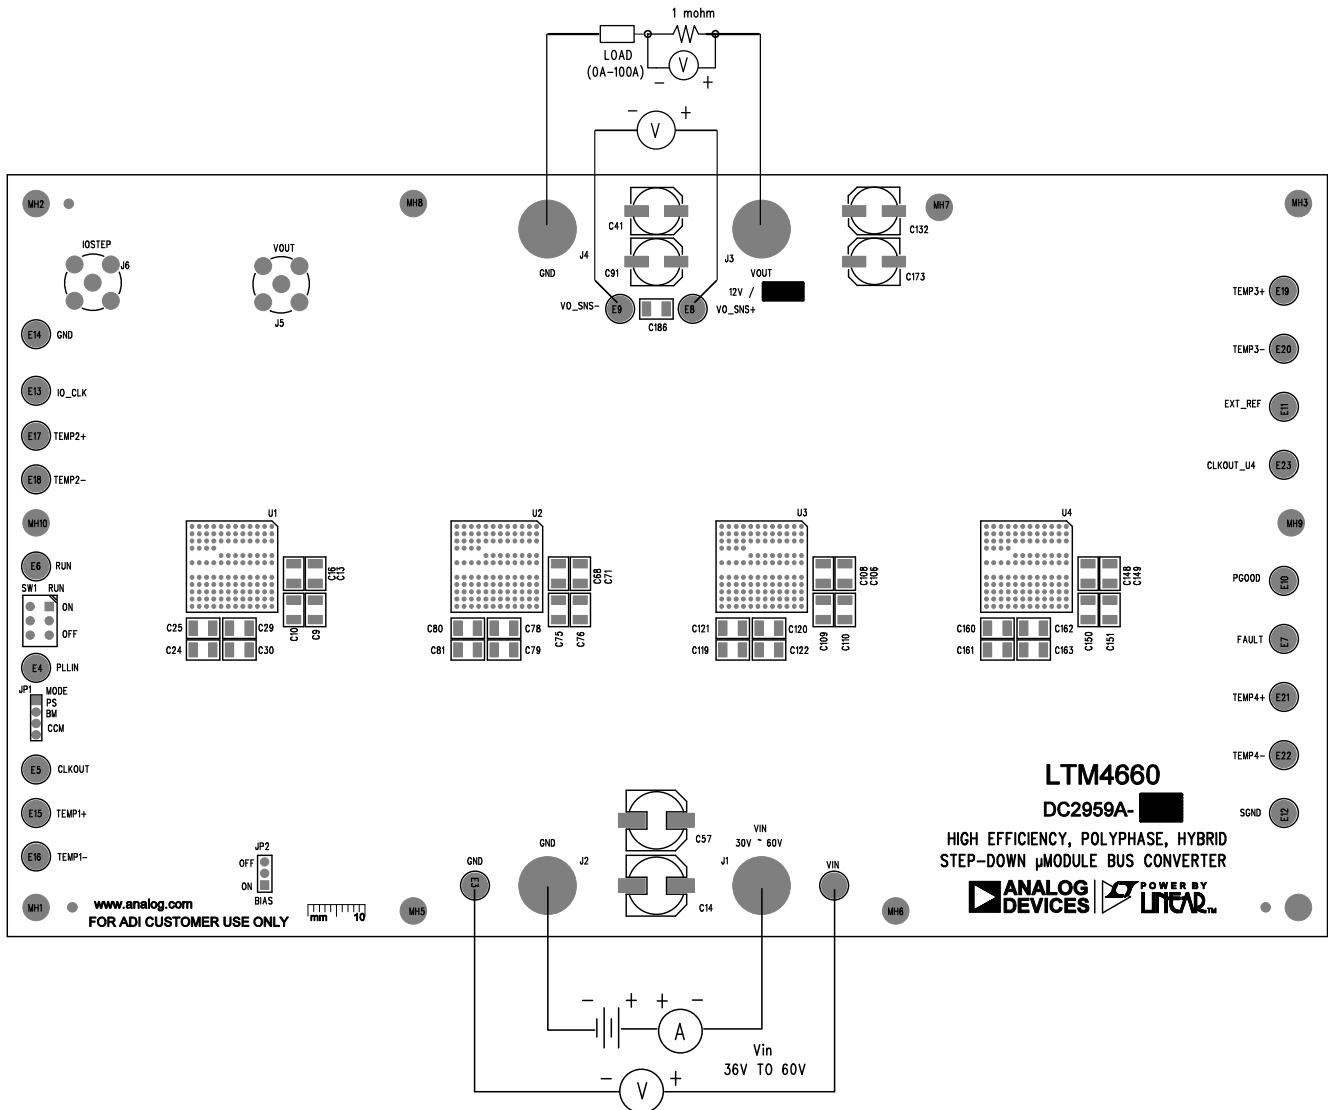 1 mohm
LOAD
(0A-100A)
- V +
- V +
MH2
MH8
MH7
MH3
IOSTEP
J6
VOUT
J5
C41
C91
J4
GND
J3
VOUT
12V /
C132
C173
VO_SNS-
E9
C186
E8
VO_SNS+
E14 GND
E13 IO_CLK
E17 TEMP2+
E18 TEMP2-
MH10
E6 RUN
SW1 RUN
ON
OFF
E4 PLLIN
JP1 MODE
PS
BM
CCM
E5 CLKOUT
E15 TEMP1+
E16 TEMP1-
MH1
TEMP3+ E19
TEMP3- E20
EXT_REF E11
CLKOUT_U4 E23
MH9
PGOOD E10
FAULT E7
TEMP4+ E21
TEMP4- E22
SGND E12
U1
C16
C13
C10
C9
C25
C29
C24
C30
U2
C68
C71
C75
C76
C80
C78
C81
C79
U3
C108
C106
C109
C110
C121
C120
C119
C122
U4
C148
C149
C150
C151
C160
C162
C161
C163
JP2
OFF
ON
BIAS
www.analog.com
FOR ADI CUSTOMER USE ONLY
mm 10
MH5
GND
E3
GND
J2
C57
C14
VIN
30V ~ 60V
J1
VIN
MH6
LTM4660
DC2959A-
HIGH EFFICIENCY, POLYPHASE, HYBRID
STEP-DOWN µMODULE BUS CONVERTER
ANALOG
DEVICES
POWER BY
LINEAR™
- + + -
A
Vin
36V TO 60V
- V +